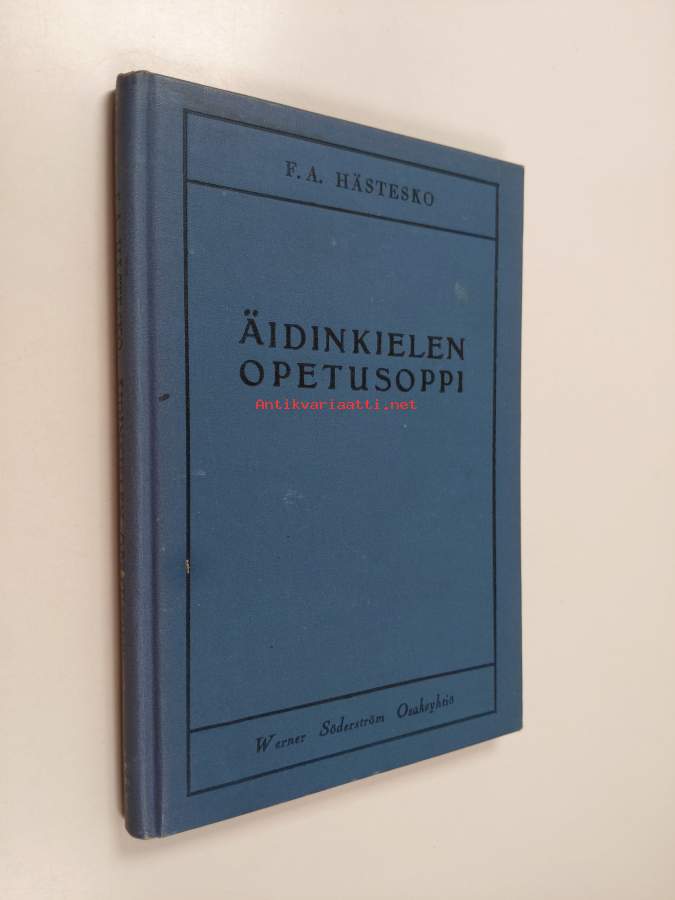 F. A. HÄSTESKO
ÄIDINKIELEN
OPETUSOPPI
Antikvariaatti.net
Werner Söderström Osakeyhtiö